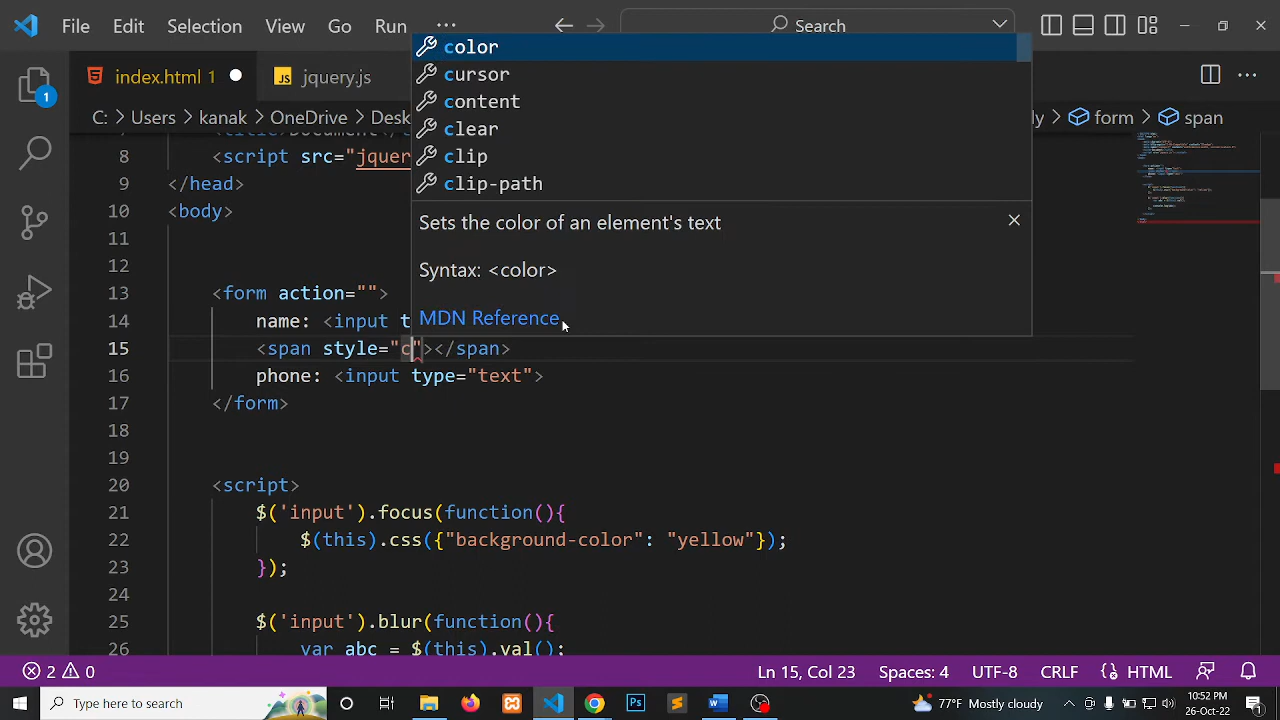 File Edit Selection View Go Run ··· Search
index.html 1 jquery.js
C: > Users > kanak > OneDrive > Desk
form > span
color
cursor
content
clear
clip
clip-path
Sets the color of an element's text
Syntax: <color>
MDN Reference
8 <script src="jquer
9 </head>
10 <body>
11
12
13 <form action="">
14 name: <input t
15 <span style="c"></span>
16 phone: <input type="text">
17 </form>
18
19
20 <script>
21 $('input').focus(function(){
22 $(this).css({"background-color": "yellow"});
23 });
24
25 $('input').blur(function(){
26 var abc = $(this).val();
1
2 0 Ln 15, Col 23 Spaces: 4 UTF-8 CRLF {} HTML
Type here to search 77°F Mostly cloudy 10:52 PM
26-Oct-22